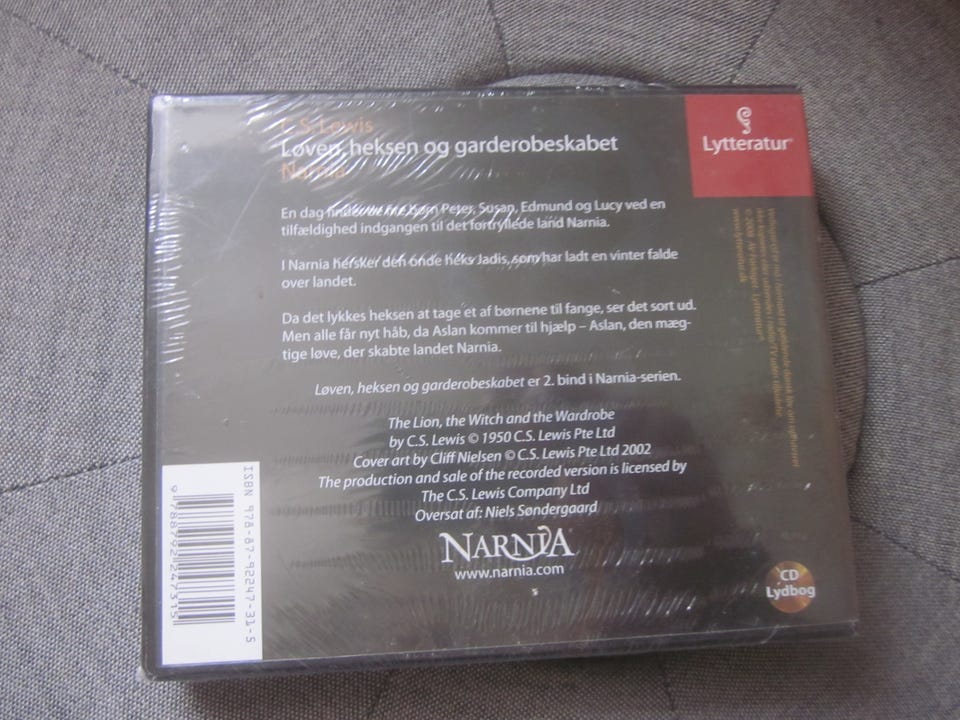 C.S. Lewis
Løven, heksen og garderobeskabet
Narnia
Lytteratur
En dag finder de fire børn Peter, Susan, Edmund og Lucy ved en
tilfældighed indgangen til det fortryllede land Narnia.
I Narnia hersker den onde heks Jadis, som har ladt en vinter falde
over landet.
Da det lykkes heksen at tage et af børnene til fange, ser det sort ud.
Men alle får nyt håb, da Aslan kommer til hjælp – Aslan, den mæg-
tige løve, der skabte landet Narnia.
Løven, heksen og garderobeskabet er 2. bind i Narnia-serien.
The Lion, the Witch and the Wardrobe
by C.S. Lewis © 1950 C.S. Lewis Pte Ltd
Cover art by Cliff Nielsen © C.S. Lewis Pte Ltd 2002
The production and sale of the recorded version is licensed by
The C.S. Lewis Company Ltd
Oversat af: Niels Søndergaard
NARNIA
www.narnia.com
CD
Lydbog
ISBN 978-87-92247-31-5
9 788792 247315